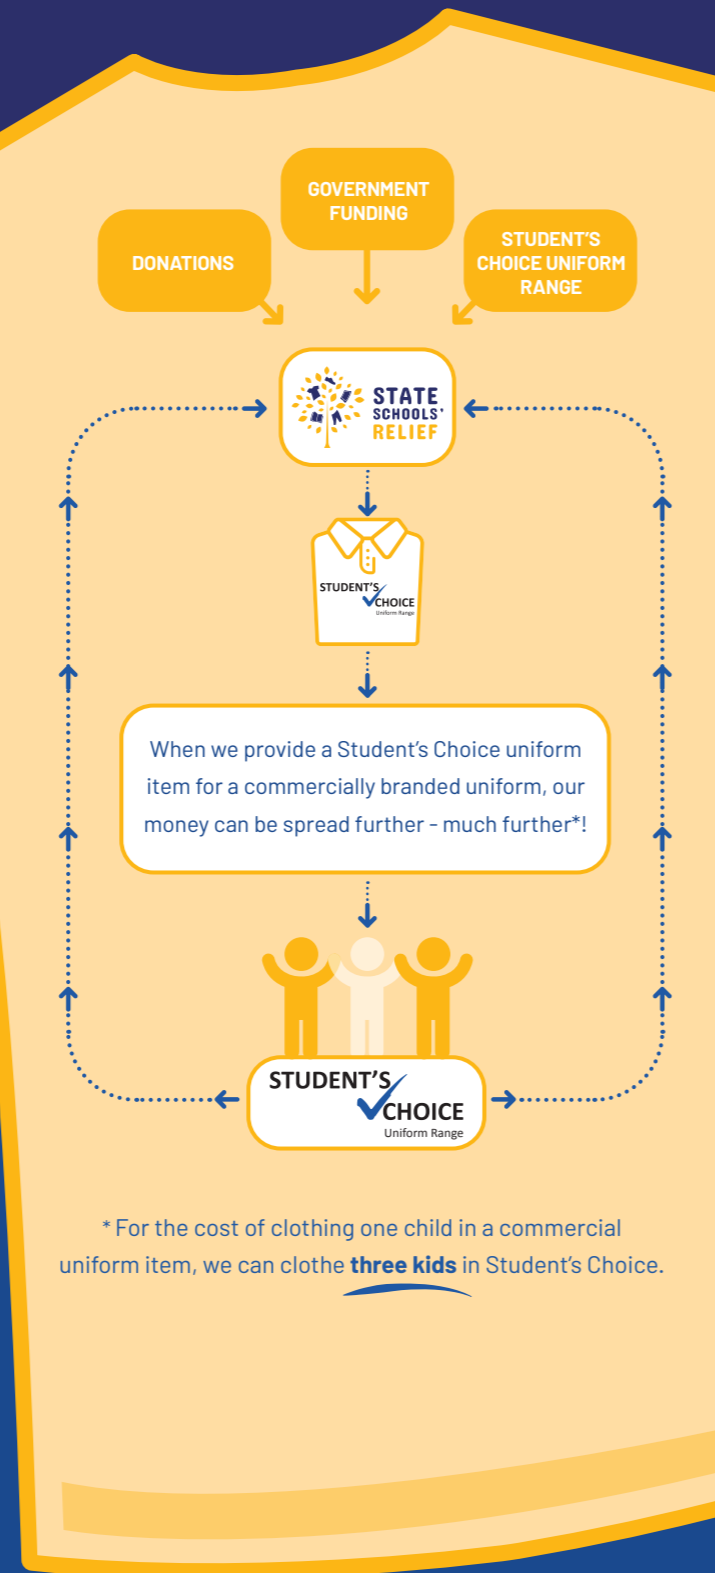 GOVERNMENT
FUNDING
DONATIONS
STUDENT'S
CHOICE UNIFORM
RANGE
STATE
SCHOOLS'
RELIEF
STUDENT'S
CHOICE
Uniform Range
When we provide a Student's Choice uniform
item for a commercially branded uniform, our
money can be spread further - much further*!
STUDENT'S
CHOICE
Uniform Range
* For the cost of clothing one child in a commercial
uniform item, we can clothe three kids in Student's Choice.